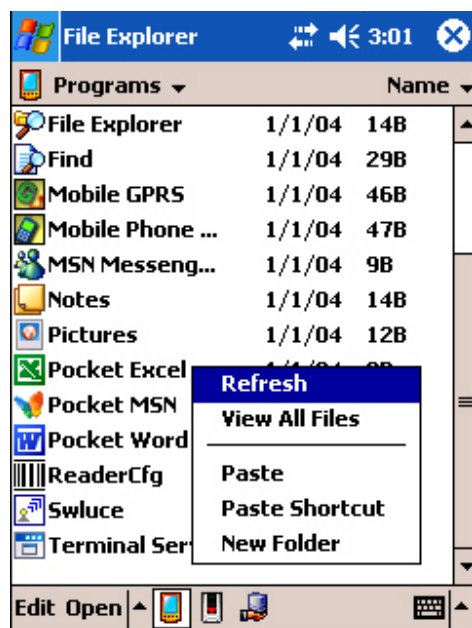 File Explorer 3:01
Programs Name
File Explorer 1/1/04 14B
Find 1/1/04 29B
Mobile GPRS 1/1/04 46B
Mobile Phone ... 1/1/04 47B
MSN Messeng... 1/1/04 9B
Notes 1/1/04 14B
Pictures 1/1/04 12B
Pocket Excel
Pocket MSN
Pocket Word
ReaderCfg
Swluce
Terminal Ser
Refresh
View All Files
Paste
Paste Shortcut
New Folder
Edit Open